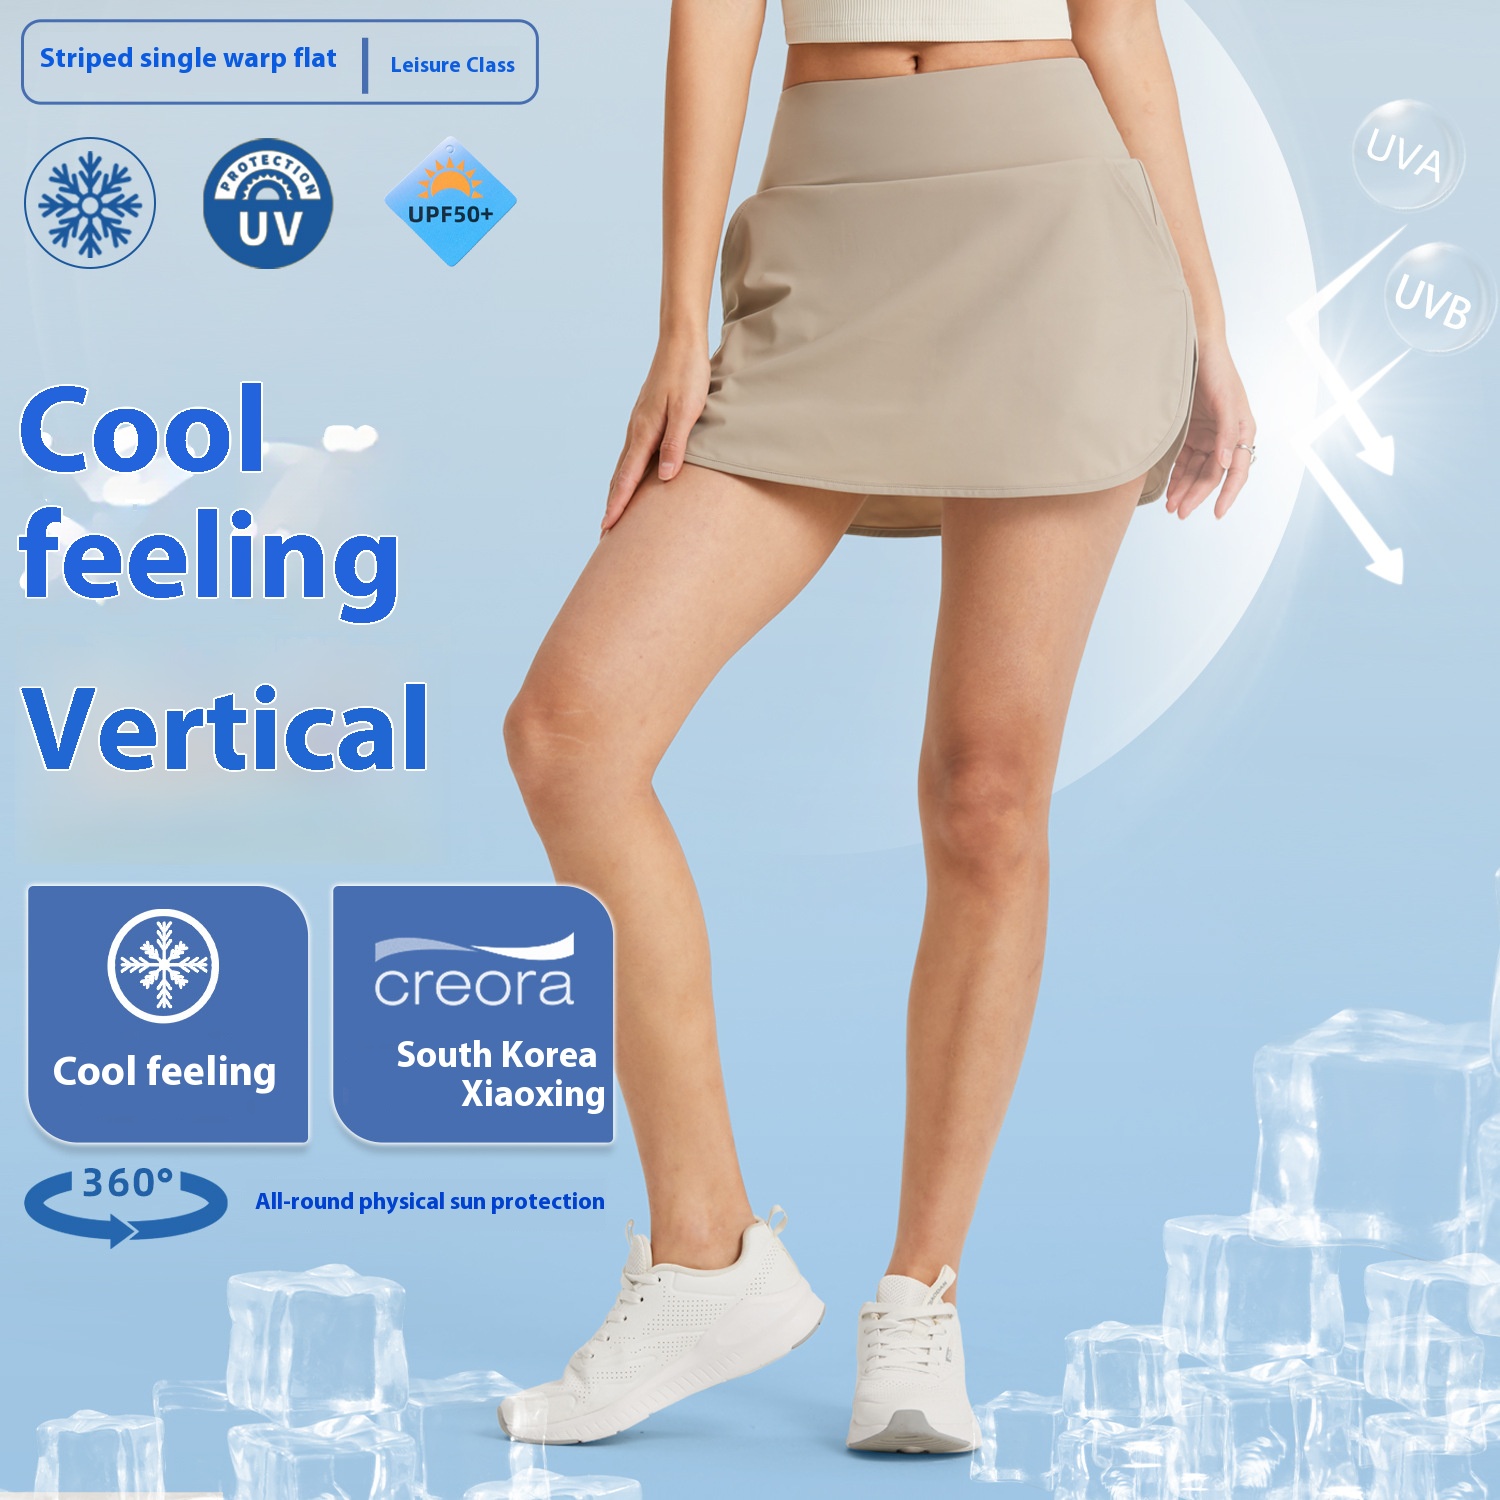 Striped single warp flat
Leisure Class
PROTECTION
UV
UPF50+
UVA
UVB
Cool
feeling
Vertical
Cool feeling
creora
South Korea
Xiaoxing
360°
All-round physical sun protection